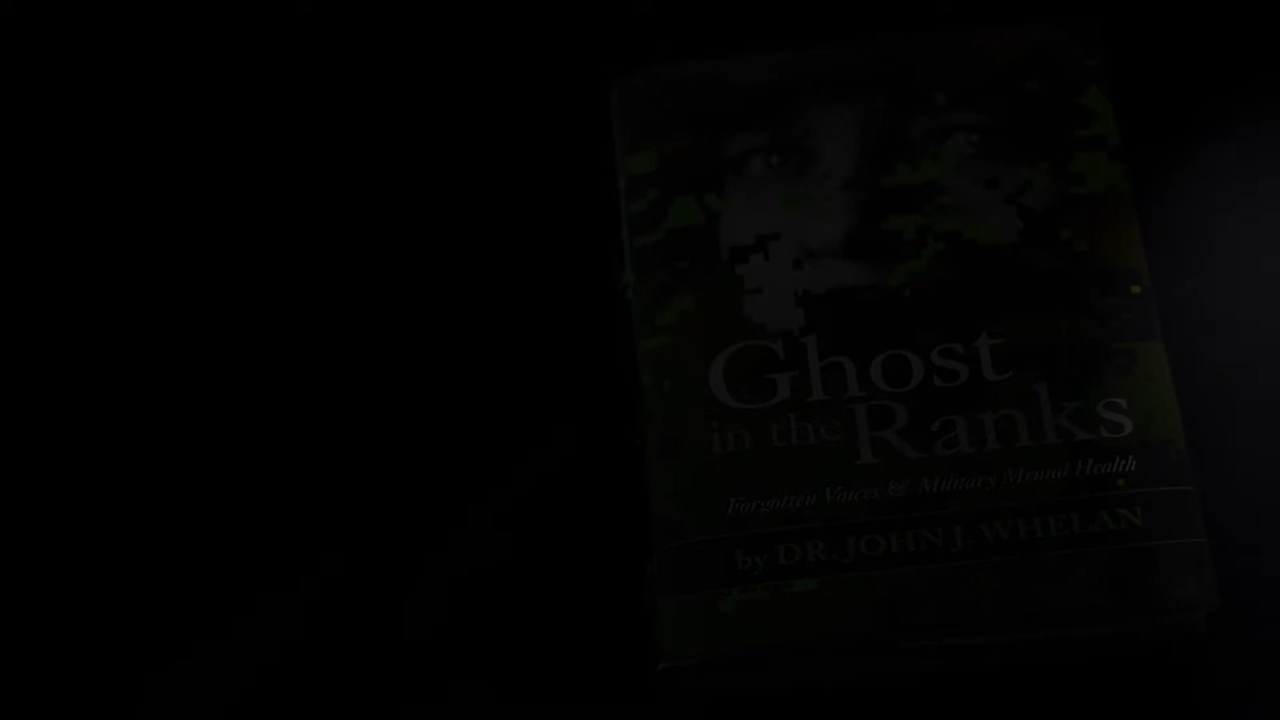 Ghost
in the Ranks
Forgotten Voices & Military Mental Health
by DR. JOHN J. WHELAN